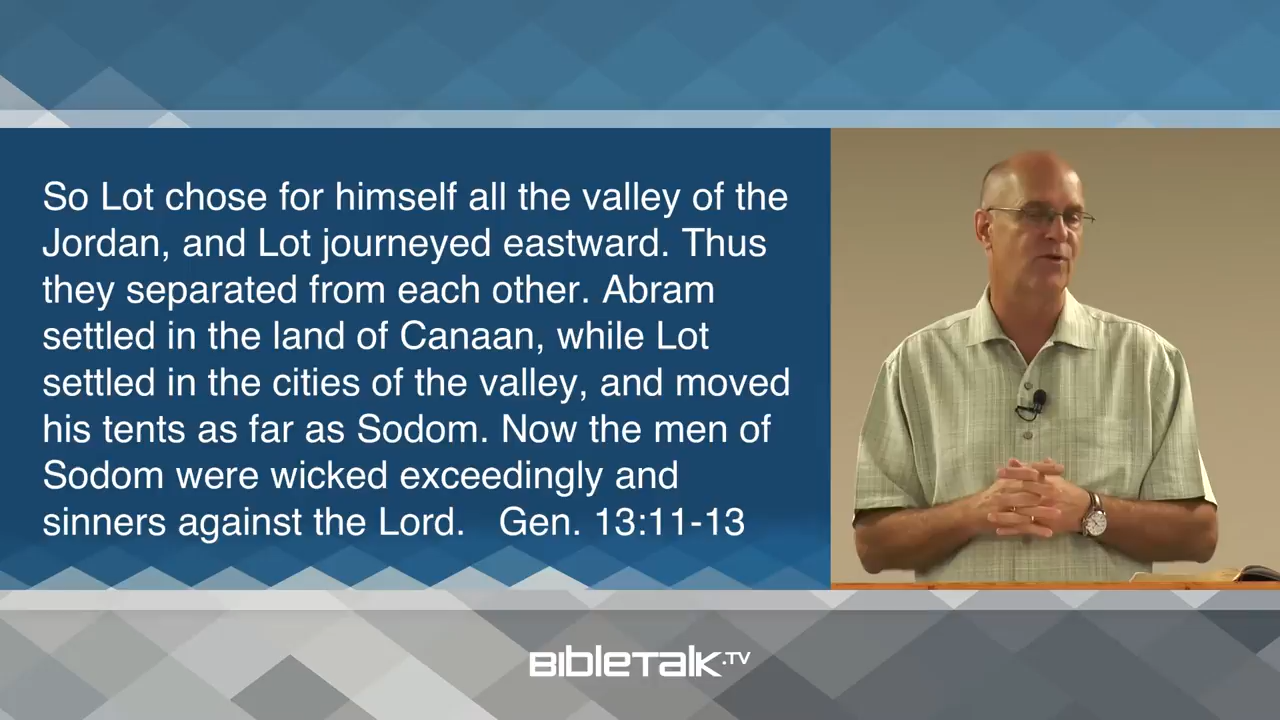 So Lot chose for himself all the valley of the
Jordan, and Lot journeyed eastward. Thus
they separated from each other. Abram
settled in the land of Canaan, while Lot
settled in the cities of the valley, and moved
his tents as far as Sodom. Now the men of
Sodom were wicked exceedingly and
sinners against the Lord. Gen. 13:11-13
BIBLETALK.TV